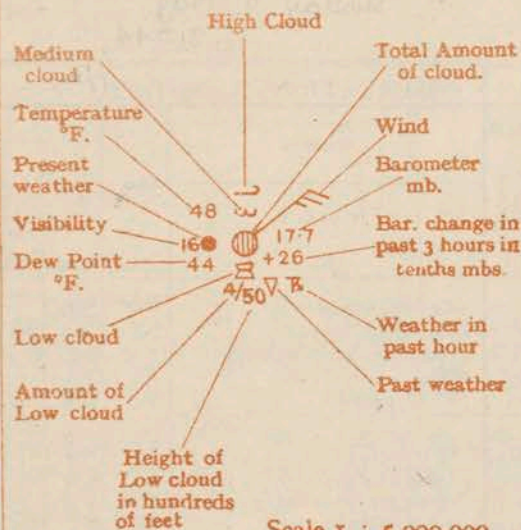 High Cloud
Medium
cloud
Total Amount
of cloud.
Temperature
°F.
Wind
Present
weather
Barometer
mb.
Visibility
Bar. change in
past 3 hours in
tenths mbs.
Dew Point
°F.
48
16
44
17.7
+26
4/50
Low cloud
Weather in
past hour
Amount of
Low cloud
Past weather
Height of
Low cloud
in hundreds
of feet